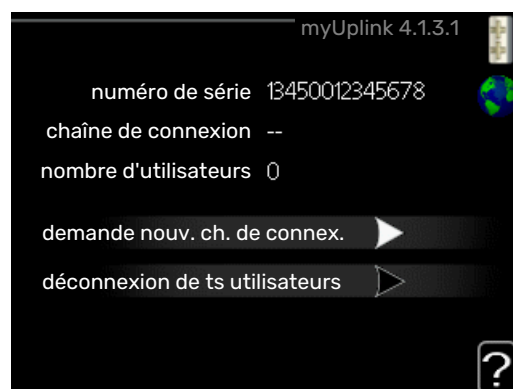 myUplink 4.1.3.1
numéro de série 13450012345678
chaîne de connexion --
nombre d'utilisateurs 0
demande nouv. ch. de connex.
déconnexion de ts utilisateurs
?